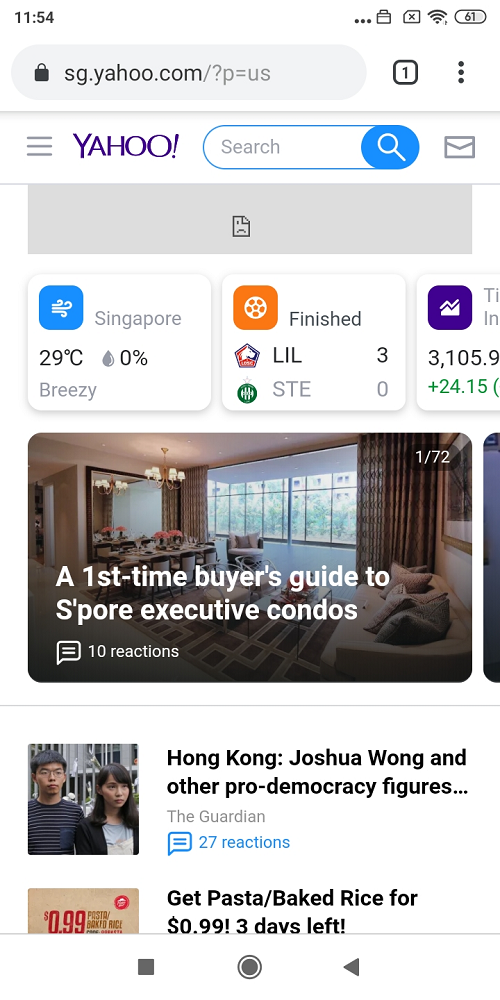 11:54
61
sg.yahoo.com/?p=us
1
YAHOO!
Search
Singapore
29℃ 0%
Breezy
Finished
LIL 3
STE 0
Ti
In
3,105.9
+24.15 (
1/72
A 1st-time buyer's guide to
S'pore executive condos
10 reactions
Hong Kong: Joshua Wong and
other pro-democracy figures...
The Guardian
27 reactions
$0.99 PASTA/
BAKED RICE
Get Pasta/Baked Rice for
$0.99! 3 days left!